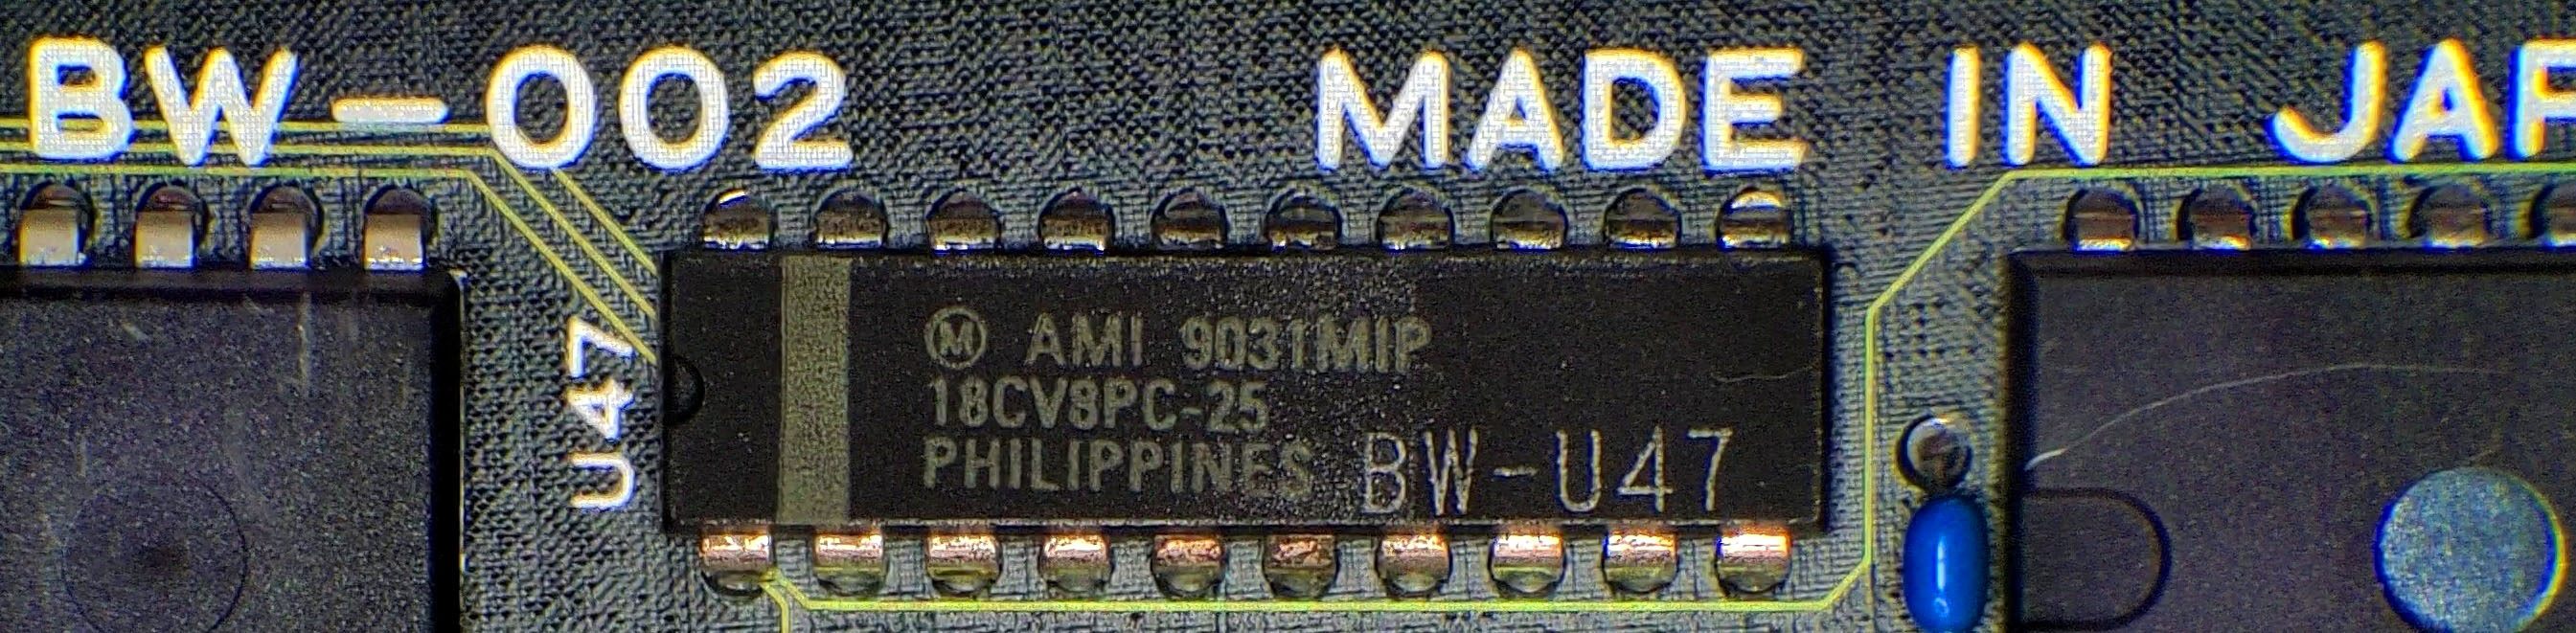 BW-002 MADE IN JAP
U47
M AMI 9031MIP
18CV8PC-25
PHILIPPINES
BW-U47